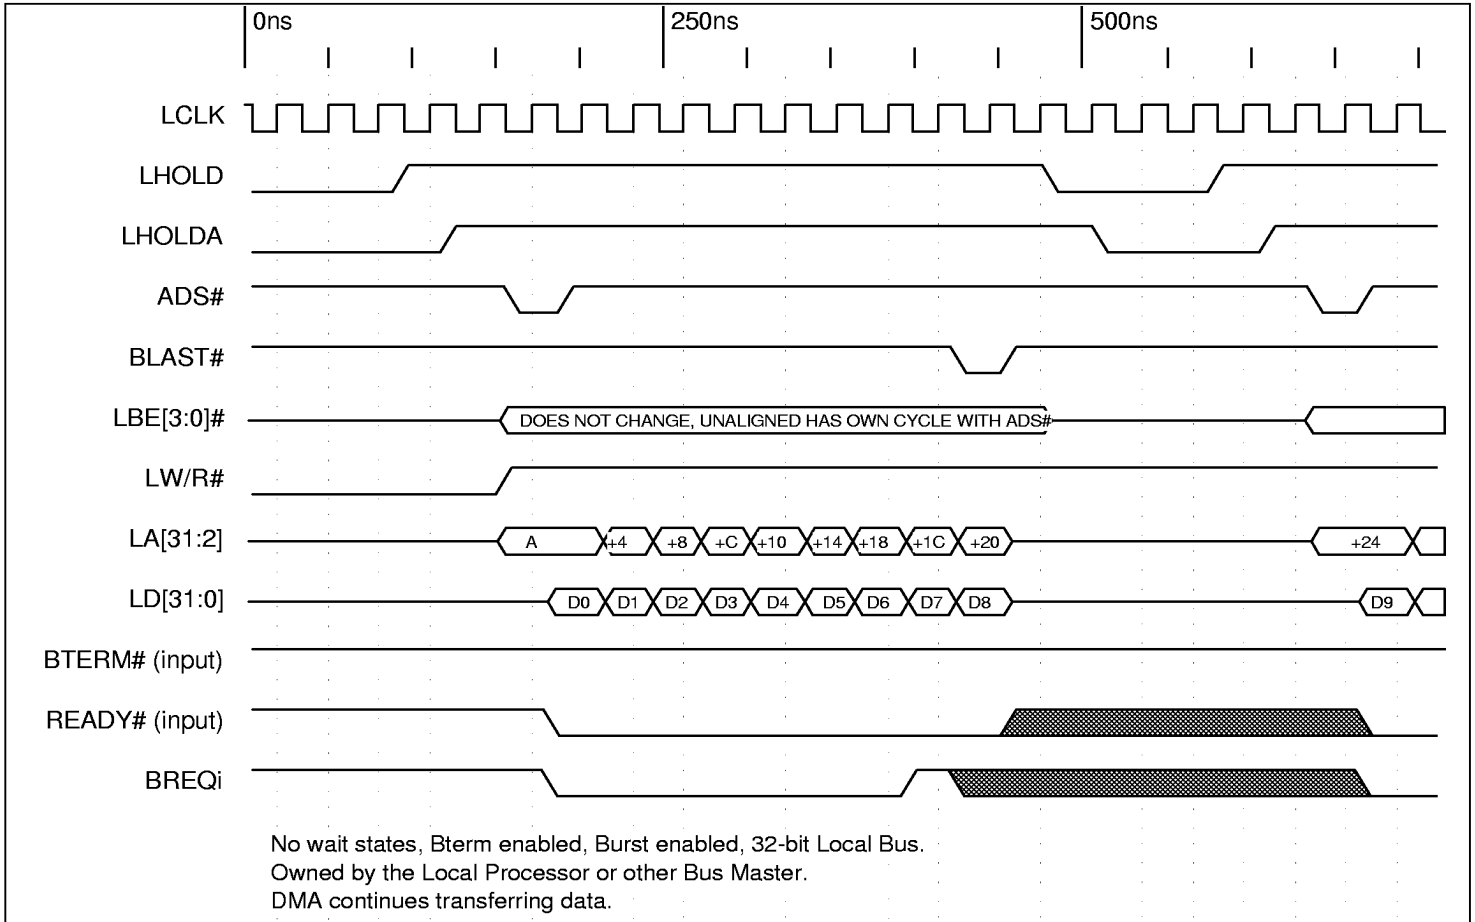 0ns 250ns 500ns
LCLK
LHOLD
LHOLDA
ADS#
BLAST#
LBE[3:0]# DOES NOT CHANGE, UNALIGNED HAS OWN CYCLE WITH ADS#
LW/R#
LA[31:2] A +4 +8 +C +10 +14 +18 +1C +20 +24
LD[31:0] D0 D1 D2 D3 D4 D5 D6 D7 D8 D9
BTERM# (input)
READY# (input)
BREQi
No wait states, Bterm enabled, Burst enabled, 32-bit Local Bus.
Owned by the Local Processor or other Bus Master.
DMA continues transferring data.